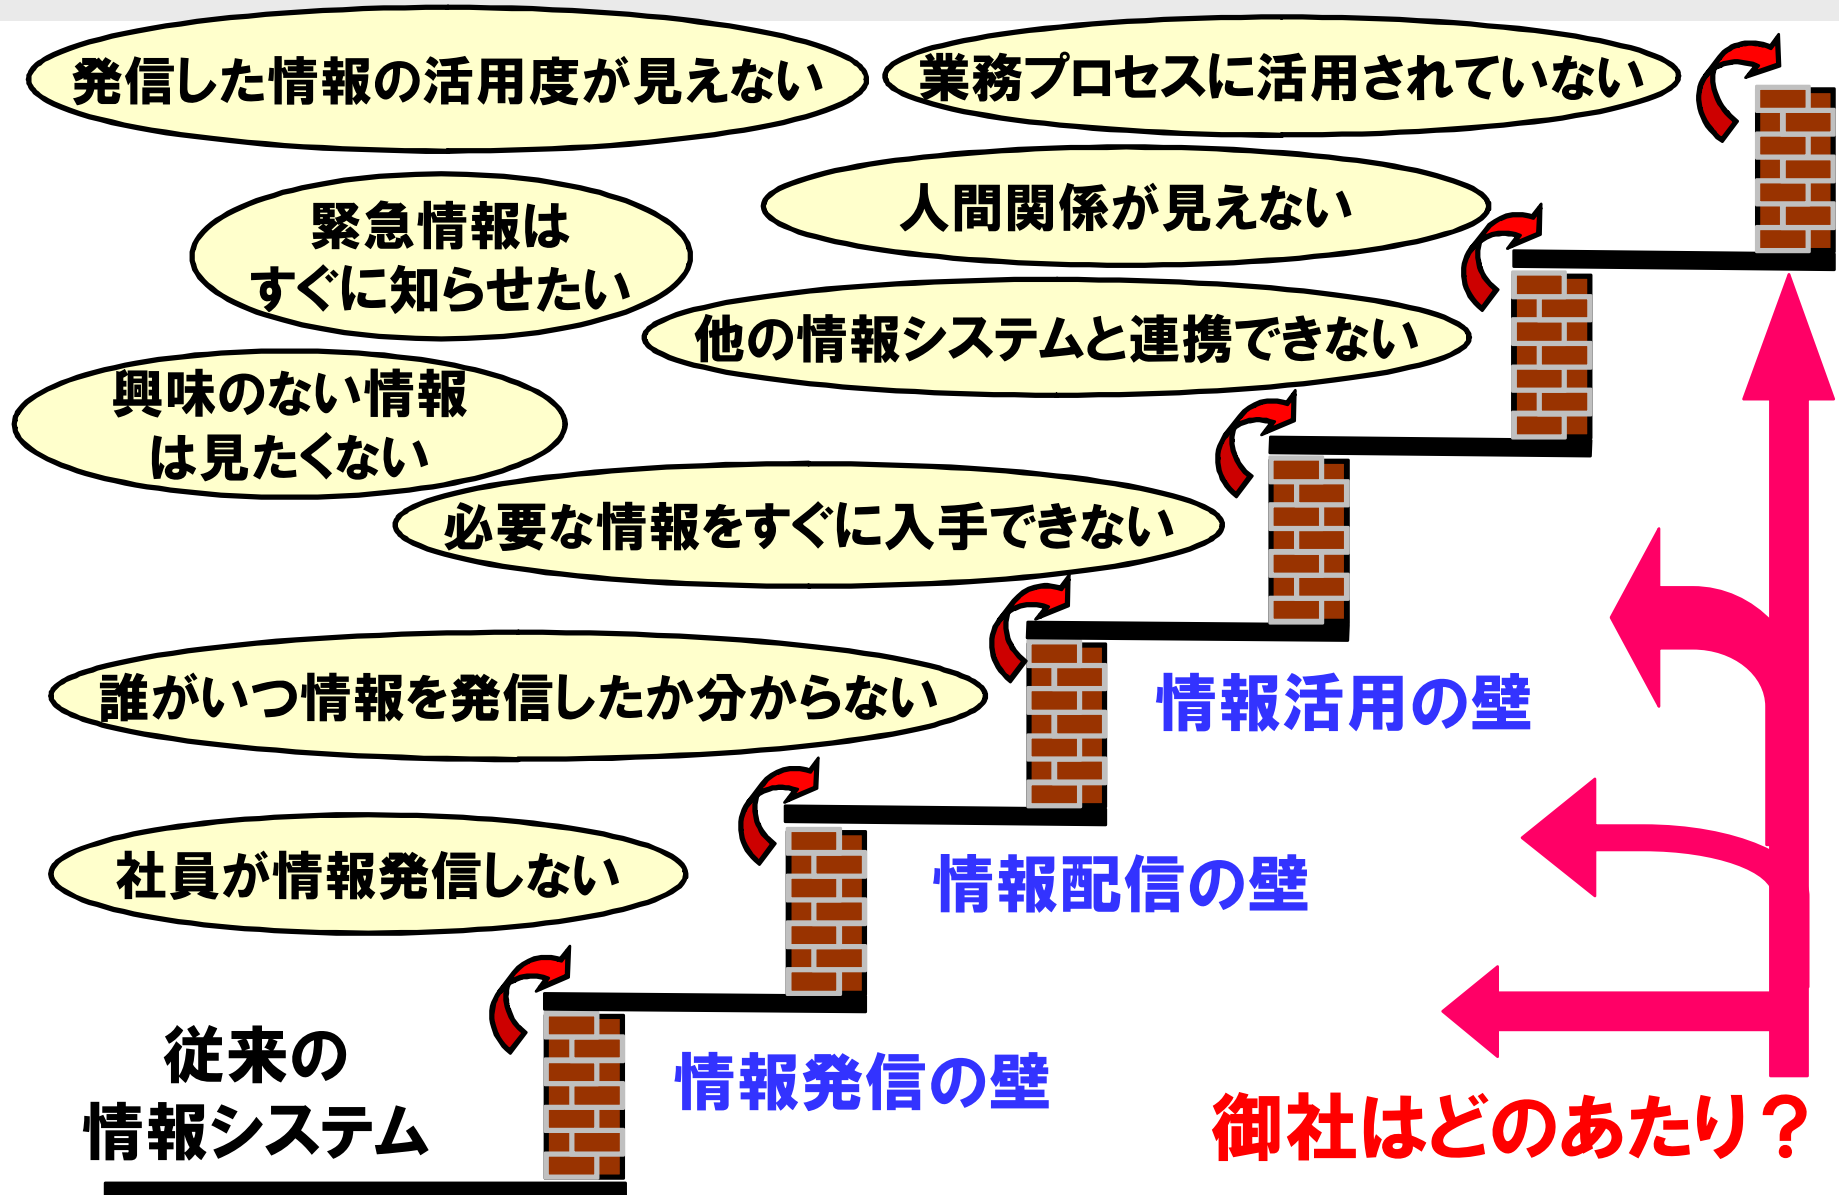 発信した情報の活用度が見えない
業務プロセスに活用されていない
緊急情報は
すぐに知らせたい
人間関係が見えない
他の情報システムと連携できない
興味のない情報
は見たくない
必要な情報をすぐに入手できない
誰がいつ情報を発信したか分からない
情報活用の壁
社員が情報発信しない
情報配信の壁
従来の
情報システム
情報発信の壁
御社はどのあたり？